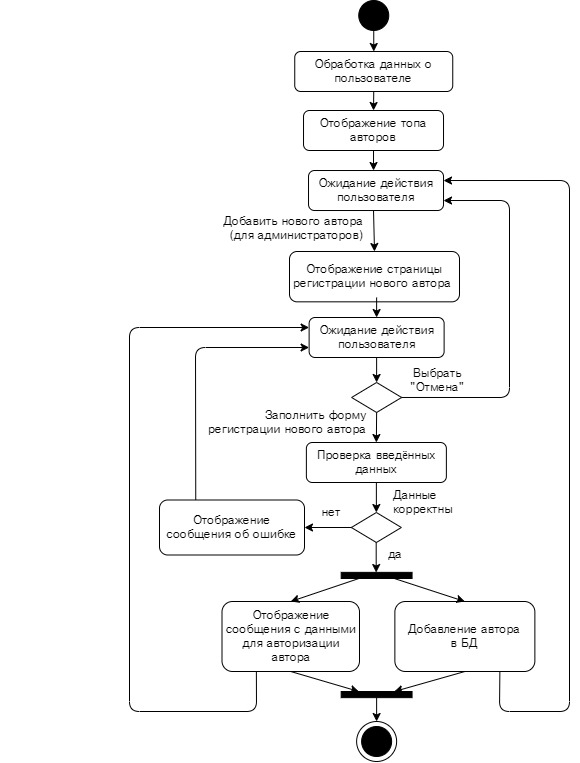 Обработка данных о
пользователе
Отображение топа
авторов
Ожидание действия
пользователя
Добавить нового автора
(для администраторов)
Отображение страницы
регистрации нового автора
Ожидание действия
пользователя
Выбрать
"Отмена"
Заполнить форму
регистрации нового автора
Проверка введённых
данных
Данные
корректны
нет
Отображение
сообщения об ошибке
да
Отображение
сообщения с данными
для авторизации
автора
Добавление автора
в БД